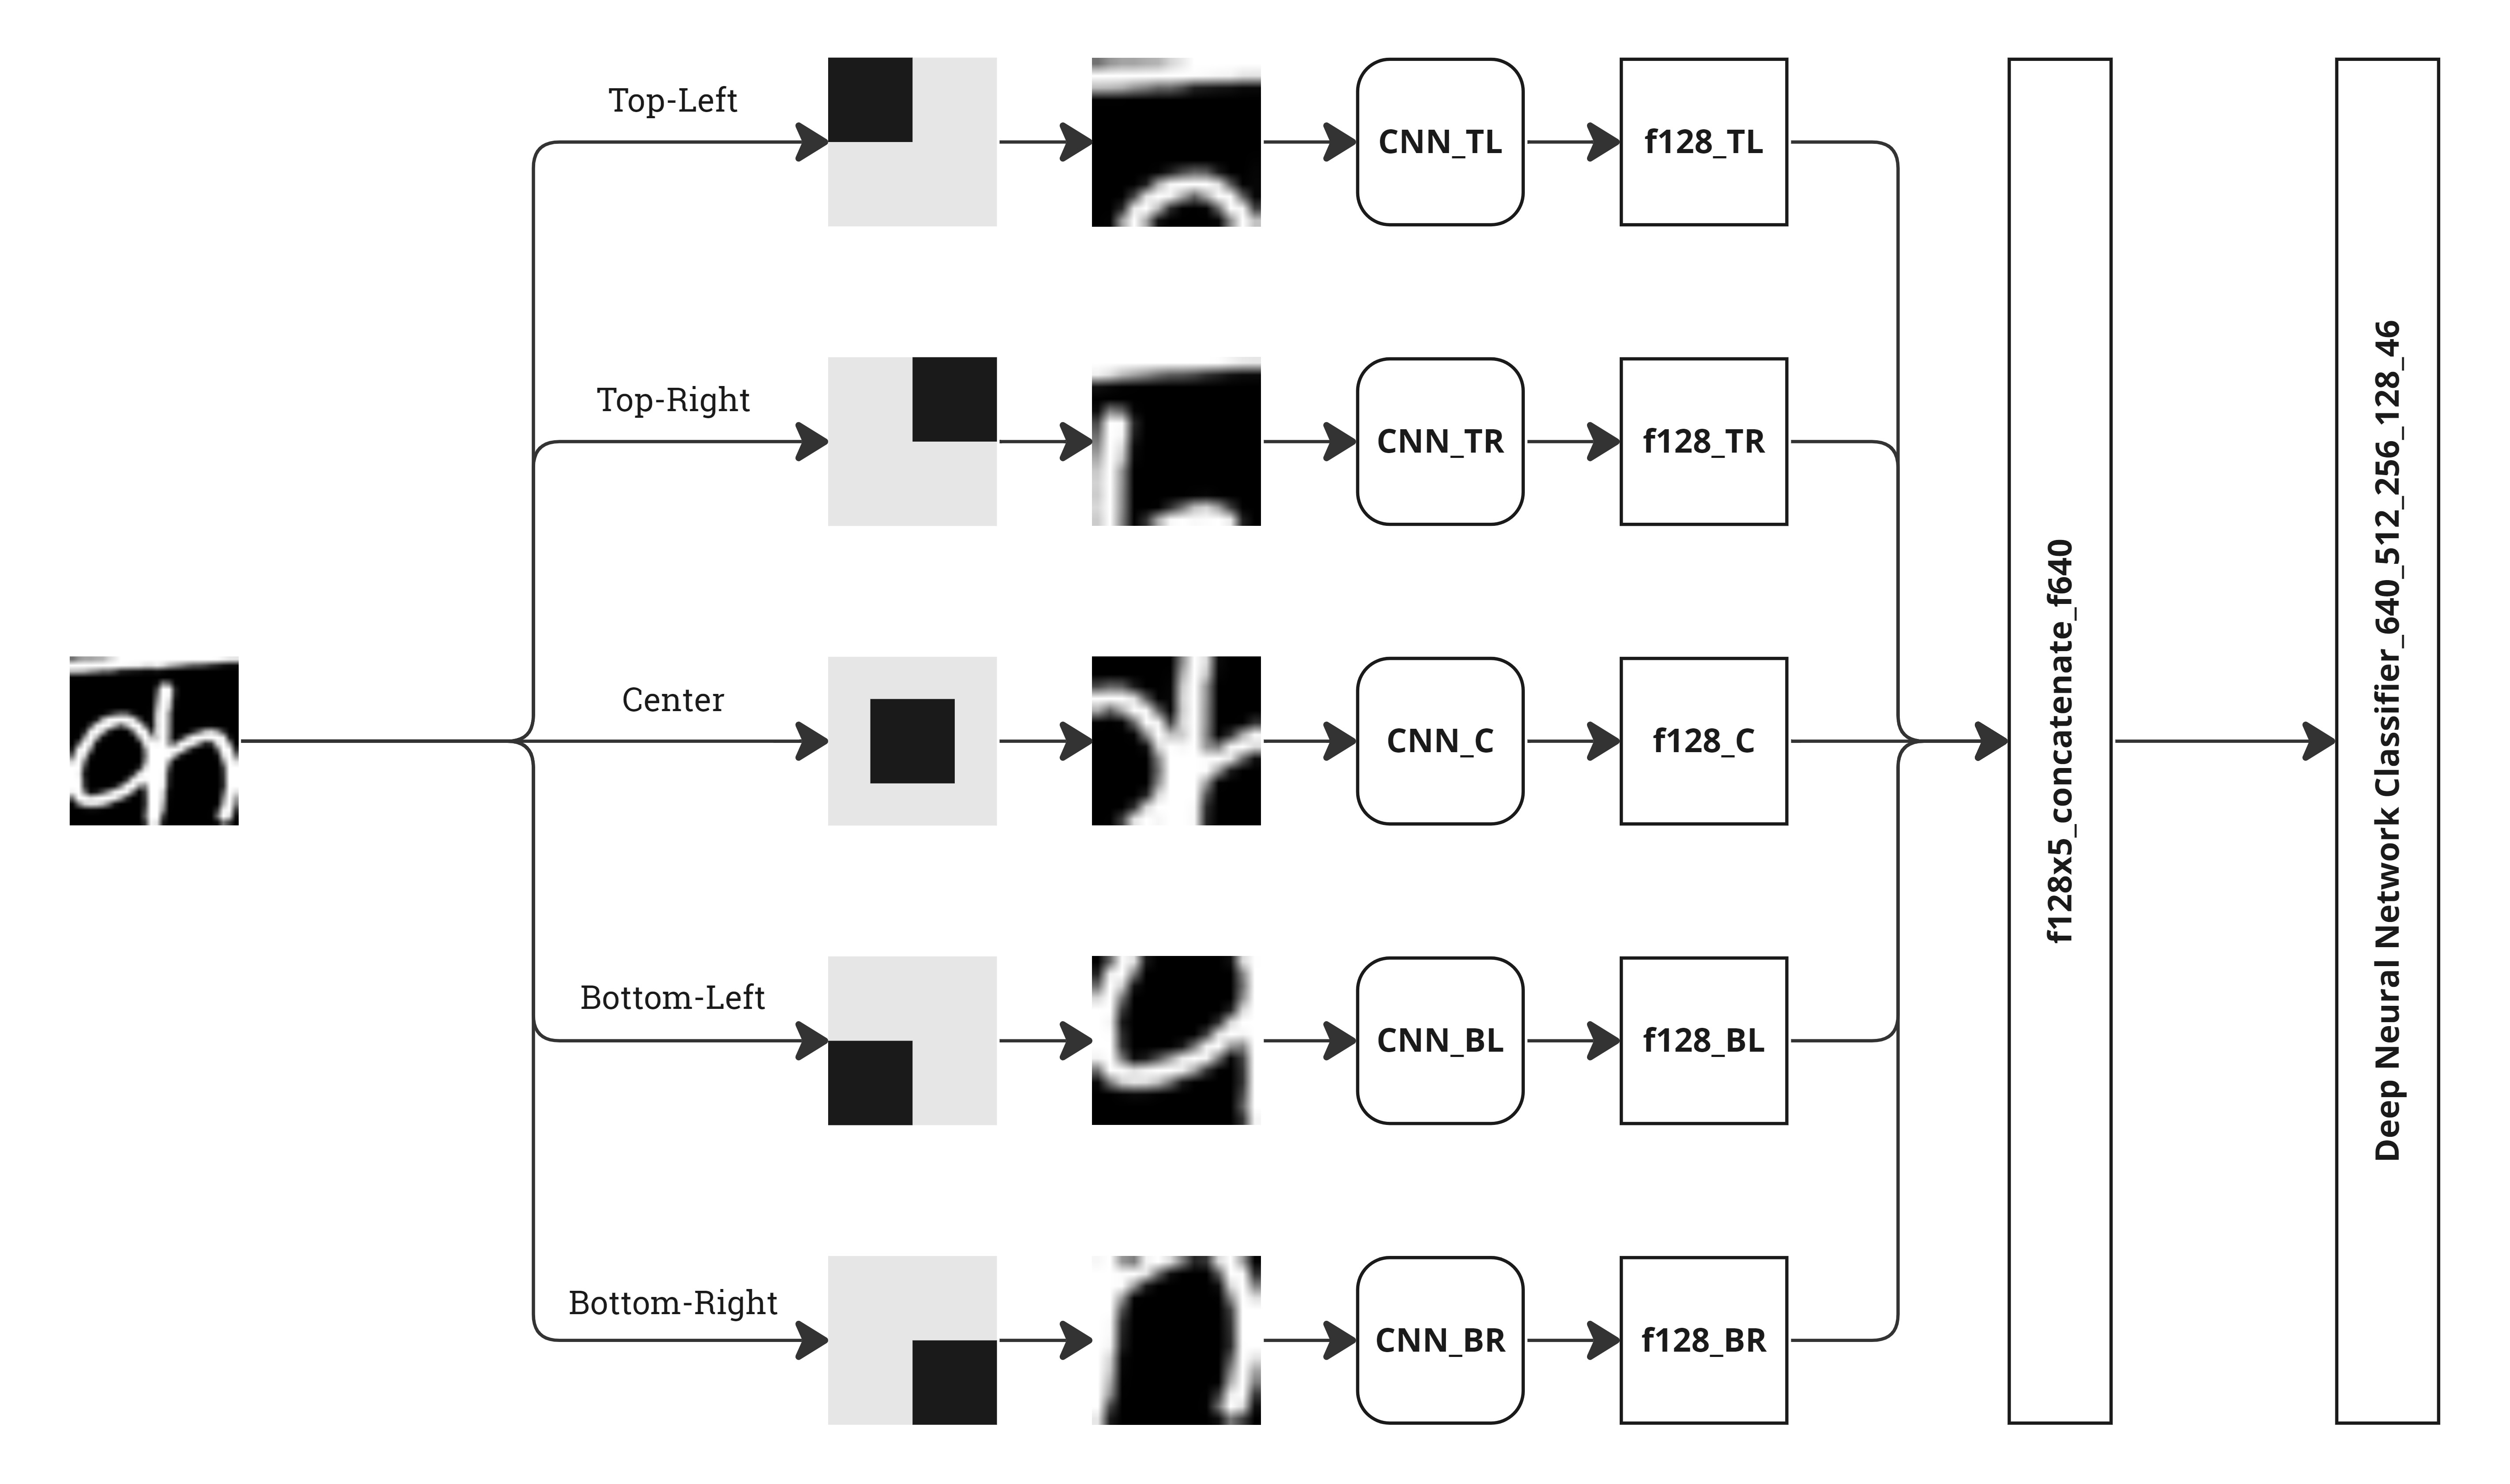 Top-Left
CNN_TL
f128_TL
Top-Right
CNN_TR
f128_TR
Center
CNN_C
f128_C
Bottom-Left
CNN_BL
f128_BL
Bottom-Right
CNN_BR
f128_BR
f128x5_concatenate_f640
Deep Neural Network Classifier_640_512_256_128_46